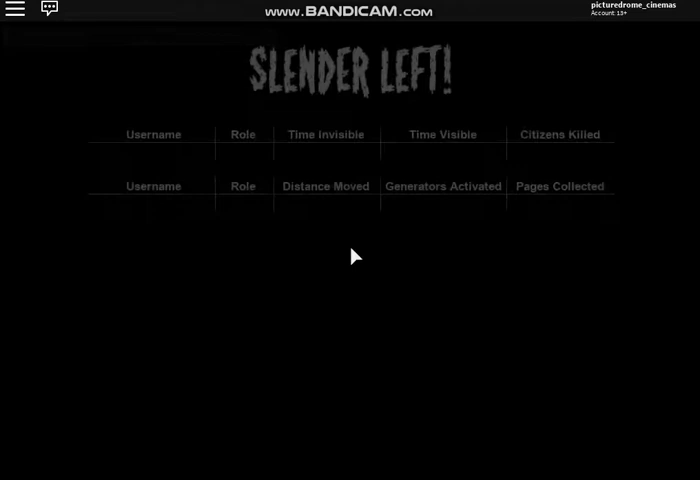 www.BANDICAM.com
picturedrome_cinemas
Account 13+
SLENDER LEFT!
Username Role Time Invisible Time Visible Citizens Killed
Username Role Distance Moved Generators Activated Pages Collected